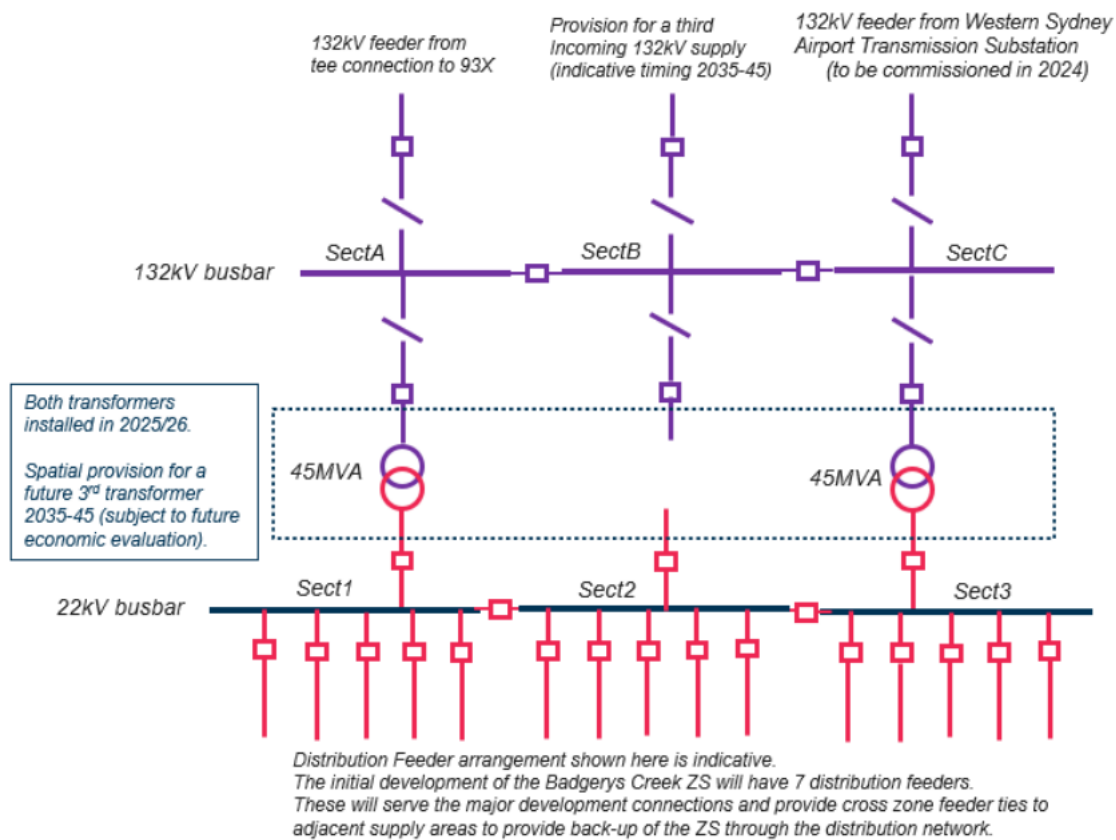 132kV feeder from
tee connection to 93X
Provision for a third
Incoming 132kV supply
(indicative timing 2035-45)
132kV feeder from Western Sydney
Airport Transmission Substation
(to be commissioned in 2024)
SectA
SectB
SectC
132kV busbar
Both transformers
installed in 2025/26.
Spatial provision for a
future 3rd transformer
2035-45 (subject to future
economic evaluation).
45MVA
45MVA
Sect1
Sect2
Sect3
22kV busbar
Distribution Feeder arrangement shown here is indicative.
The initial development of the Badgerys Creek ZS will have 7 distribution feeders.
These will serve the major development connections and provide cross zone feeder ties to
adjacent supply areas to provide back-up of the ZS through the distribution network.